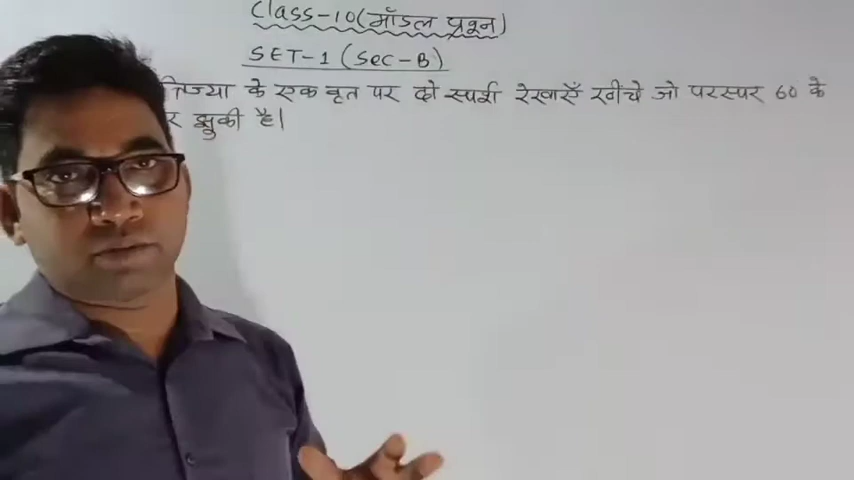 Class-10(मॉडल प्रश्न)
SET-1 (Sec-B)
त्रिज्या के एक वृत पर दो स्पर्श रेखाएँ खींचे जो परस्पर 60 के
झुकी है।